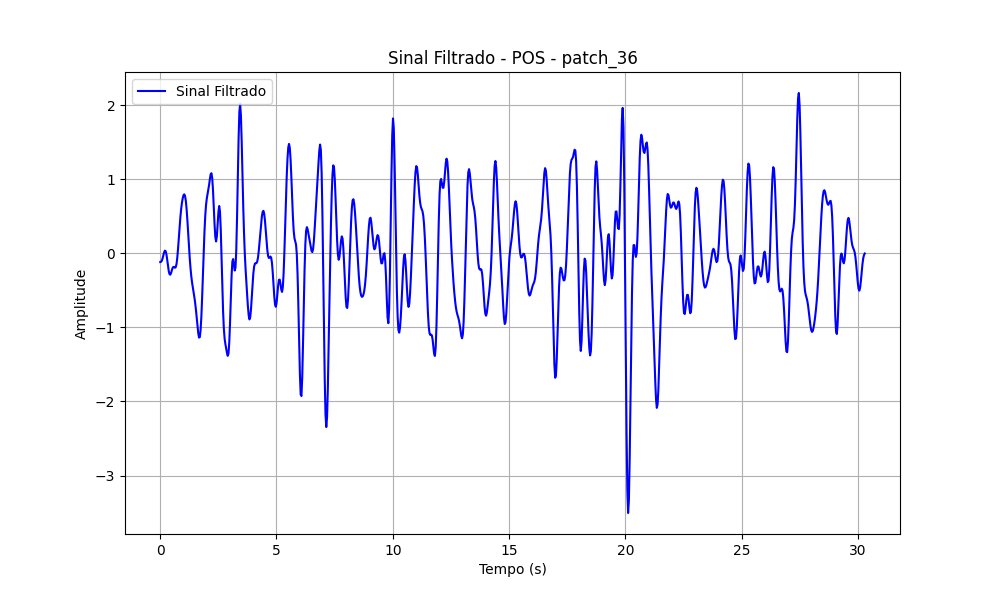 Sinal Filtrado - POS - patch_36
Sinal Filtrado
Amplitude
2
1
0
−1
−2
−3
0 5 10 15 20 25 30
Tempo (s)